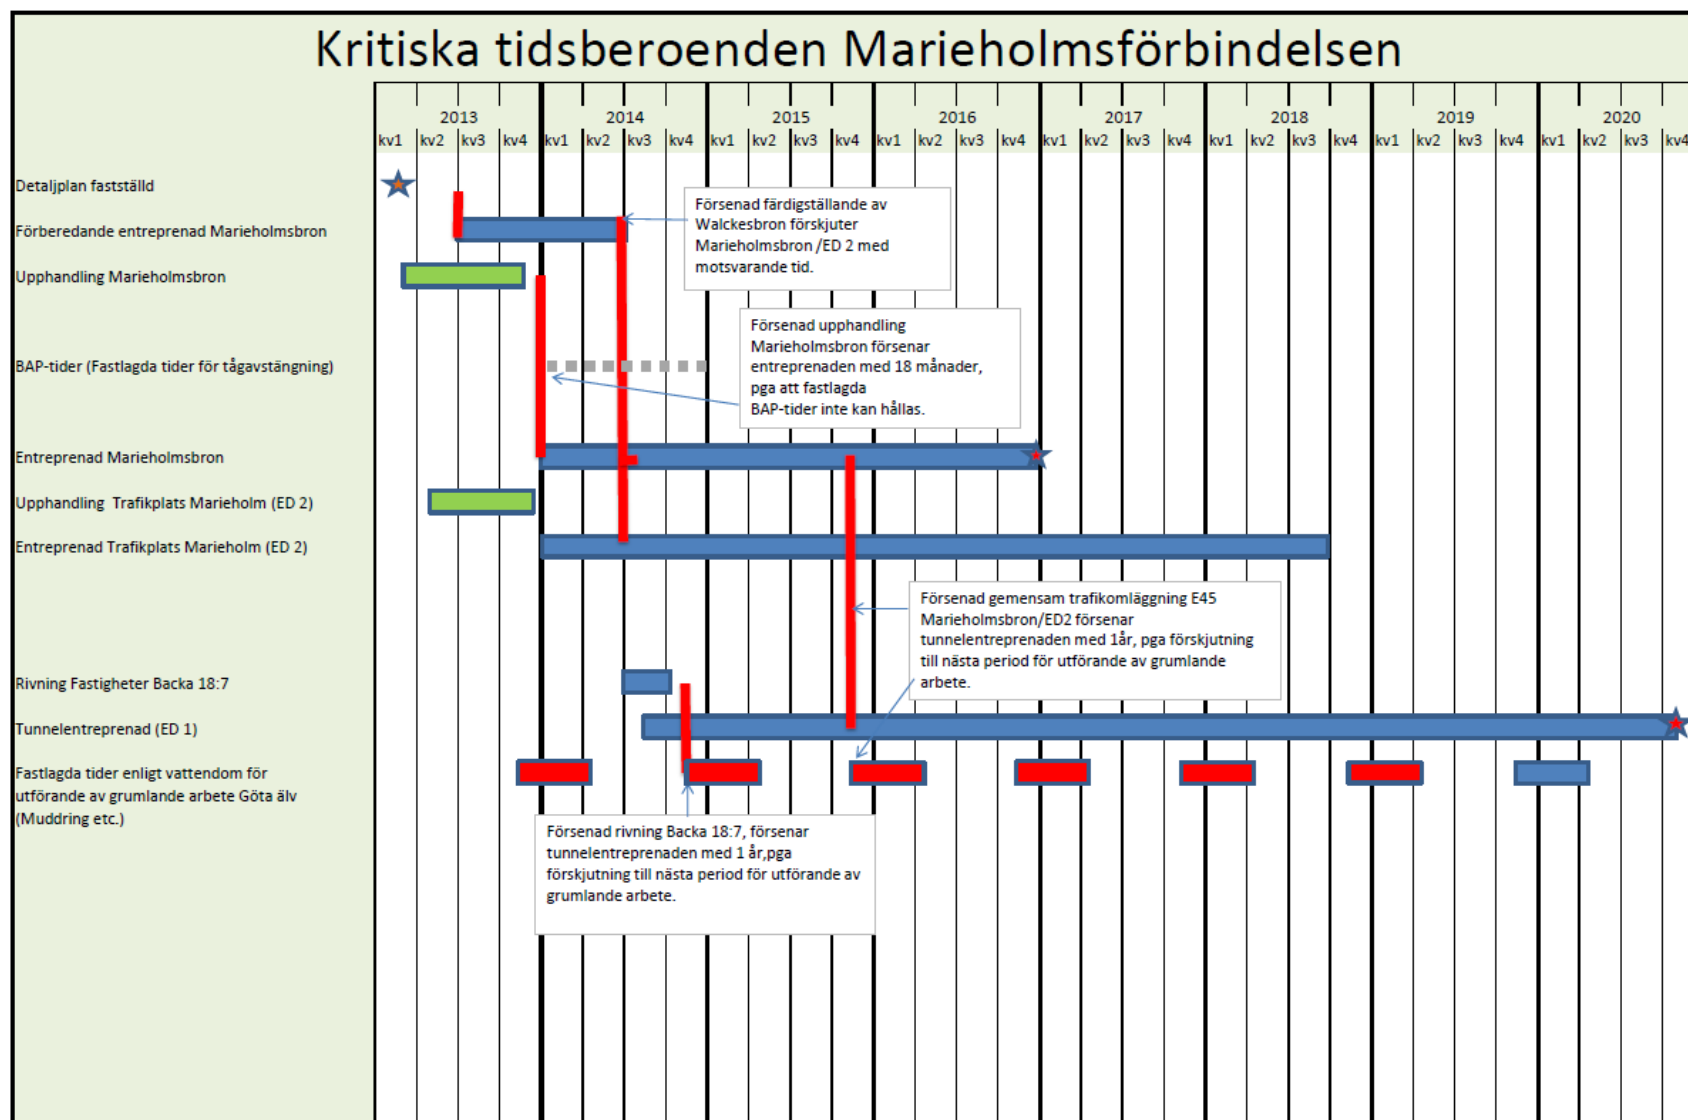 Kritiska tidsberoenden Marieholmsförbindelsen
2013 2014 2015 2016 2017 2018 2019 2020
kv1 kv2 kv3 kv4 kv1 kv2 kv3 kv4 kv1 kv2 kv3 kv4 kv1 kv2 kv3 kv4 kv1 kv2 kv3 kv4 kv1 kv2 kv3 kv4 kv1 kv2 kv3 kv4 kv1 kv2 kv3 kv4
Detaljplan fastställd
Förberedande entreprenad Marieholmsbron
Försenad färdigställande av
Walckesbron förskjuter
Marieholmsbron /ED 2 med
motsvarande tid.
Upphandling Marieholmsbron
Försenad upphandling
Marieholmsbron försenar
entreprenaden med 18 månader,
pga att fastlagda
BAP-tider inte kan hållas.
BAP-tider (Fastlagda tider för tågavstängning)
Entreprenad Marieholmsbron
Upphandling  Trafikplats Marieholm (ED 2)
Entreprenad Trafikplats Marieholm (ED 2)
Försenad gemensam trafikomläggning E45
Marieholmsbron/ED2 försenar
tunnelentreprenaden med 1år, pga förskjutning
till nästa period för utförande av grumlande
arbete.
Rivning Fastigheter Backa 18:7
Tunnelentreprenad (ED 1)
Fastlagda tider enligt vattendom för
utförande av grumlande arbete Göta älv
(Muddring etc.)
Försenad rivning Backa 18:7, försenar
tunnelentreprenaden med 1 år,pga
förskjutning till nästa period för utförande av
grumlande arbete.